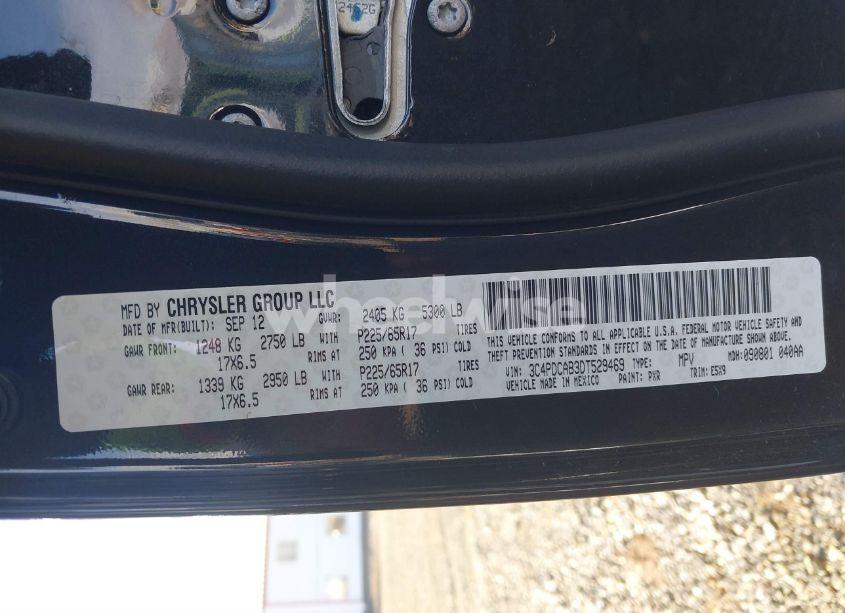 2452G
MFD BY CHRYSLER GROUP LLC
DATE OF MFR(BUILT): SEP 12 GVWR: 2405 KG 5300 LB
GAWR FRONT: 1248 KG 2750 LB WITH P225/65R17 TIRES
17X6.5 RIMS AT 250 KPA ( 36 PSI) COLD
GAWR REAR: 1339 KG 2950 LB WITH P225/65R17 TIRES
17X6.5 RIMS AT 250 KPA ( 36 PSI) COLD
THIS VEHICLE CONFORMS TO ALL APPLICABLE U.S.A. FEDERAL MOTOR VEHICLE SAFETY AND
THEFT PREVENTION STANDARDS IN EFFECT ON THE DATE OF MANUFACTURE SHOWN ABOVE.
VIN: 3C4PDCAB3DT529469 TYPE: MPV MDH: 090801 040AA
VEHICLE MADE IN MEXICO PAINT: PXR TRIM: E5X9
wheelwise